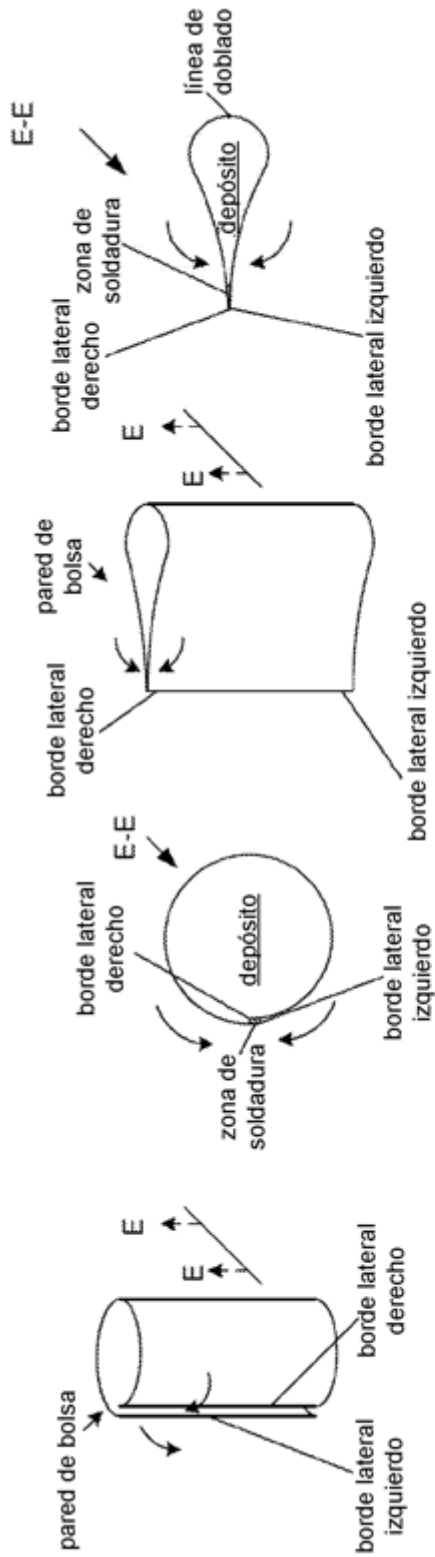 pared de bolsa
borde lateral
izquierdo
borde lateral
derecho
E
E
borde lateral
derecho
E-E
depósito
zona de
soldadura
borde lateral
izquierdo
pared de
bolsa
borde lateral
derecho
borde lateral izquierdo
E
E
E-E
zona de
soldadura
borde lateral
derecho
depósito
línea de
doblado
borde lateral izquierdo